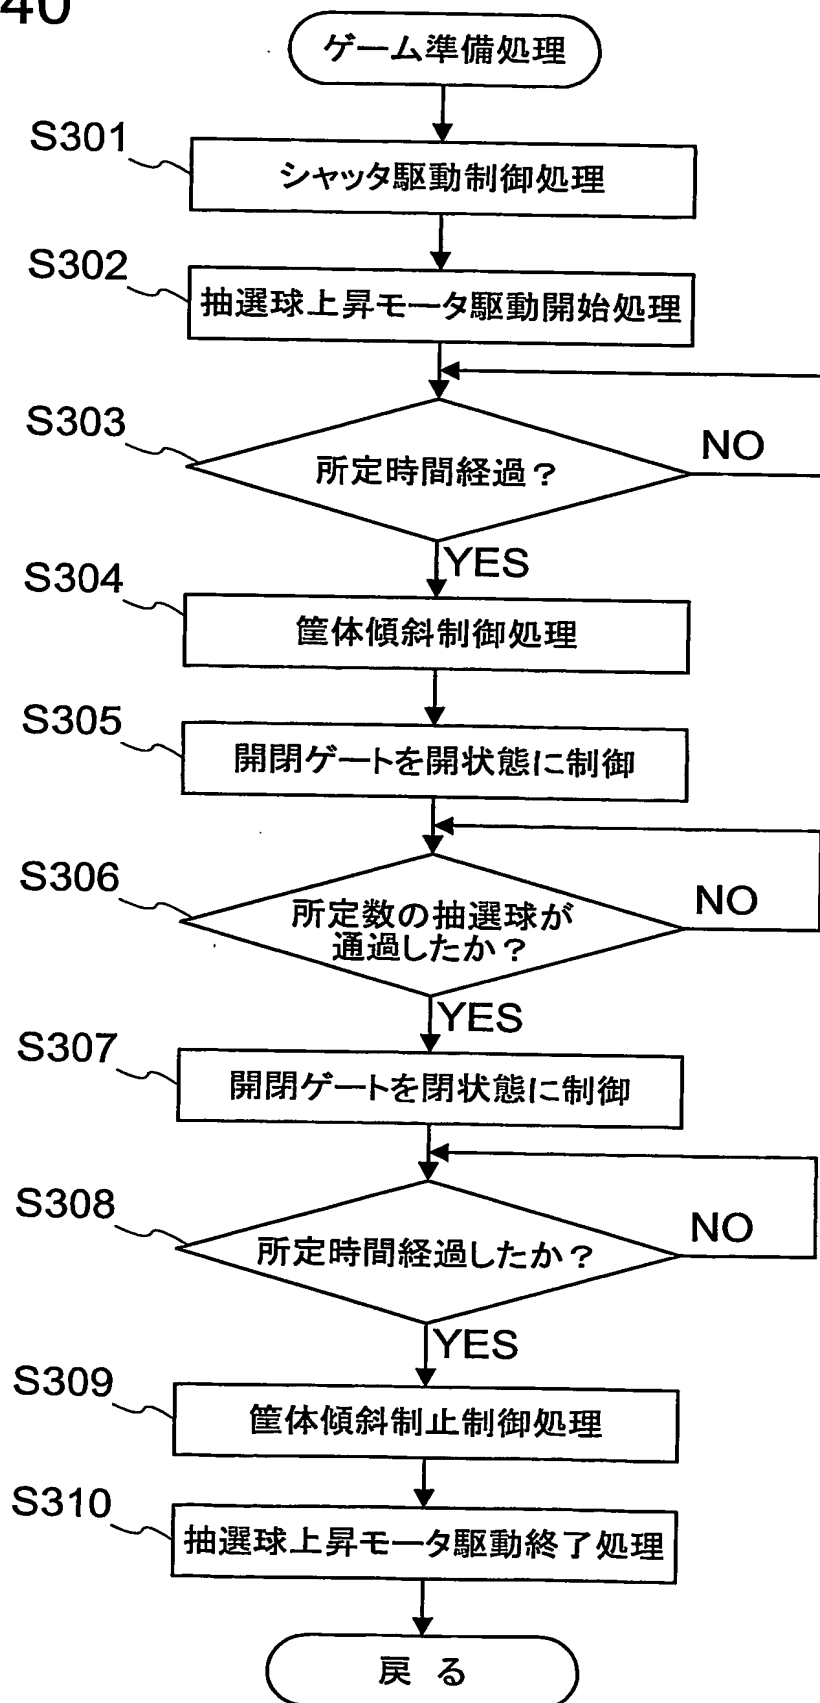 40
ゲーム準備処理
S301
シャッタ駆動制御処理
S302
抽選球上昇モータ駆動開始処理
S303
所定時間経過？
NO
YES
S304
筐体傾斜制御処理
S305
開閉ゲートを開状態に制御
S306
所定数の抽選球が
通過したか？
NO
YES
S307
開閉ゲートを閉状態に制御
S308
所定時間経過したか？
NO
YES
S309
筐体傾斜制止制御処理
S310
抽選球上昇モータ駆動終了処理
戻る